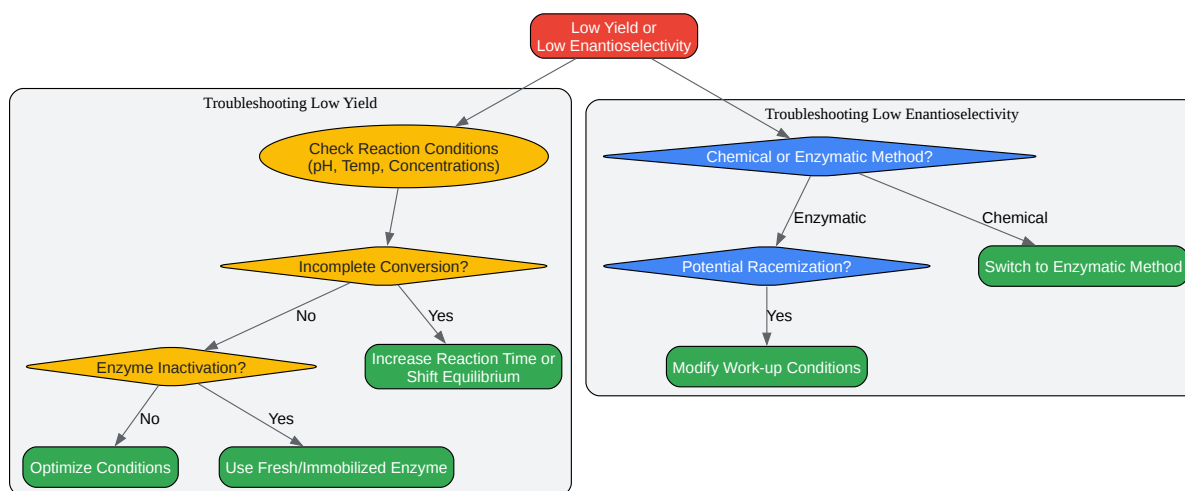 Low Yield or
Low Enantioselectivity
Troubleshooting Low Yield
Check Reaction Conditions
(pH, Temp, Concentrations)
Incomplete Conversion?
No
Yes
Enzyme Inactivation?
Increase Reaction Time or
Shift Equilibrium
No
Yes
Optimize Conditions
Use Fresh/Immobilized Enzyme
Troubleshooting Low Enantioselectivity
Chemical or Enzymatic Method?
Enzymatic
Chemical
Potential Racemization?
Switch to Enzymatic Method
Yes
Modify Work-up Conditions